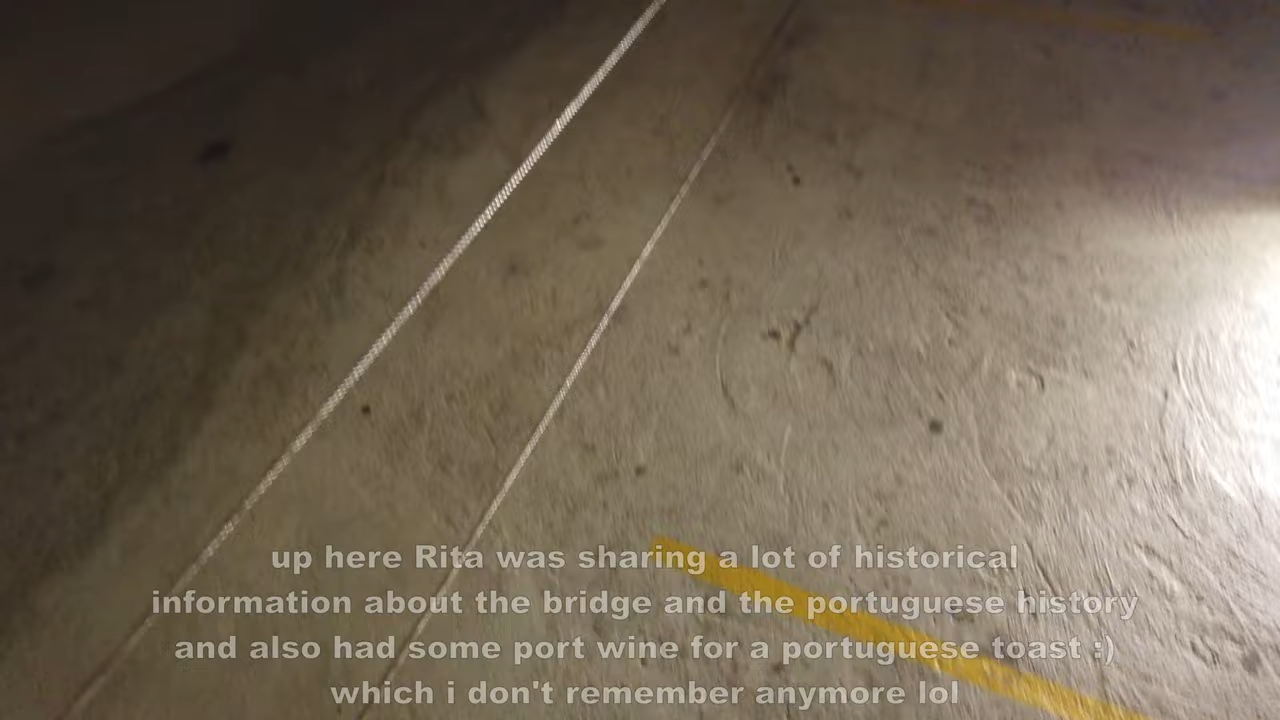 up here Rita was sharing a lot of historical
information about the bridge and the portuguese history
and also had some port wine for a portuguese toast :)
which i don't remember anymore lol